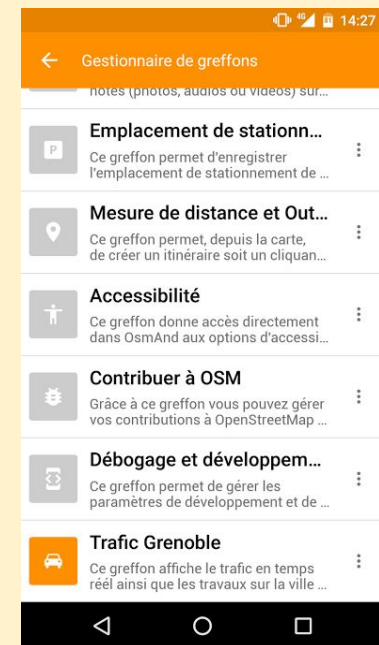 4G 14:27
Gestionnaire de greffons
notes (photos, audios ou vidéos) sur...
Emplacement de stationn...
P
Ce greffon permet d'enregistrer
l'emplacement de stationnement de ...
Mesure de distance et Out...
Ce greffon permet, depuis la carte,
de créer un itinéraire soit un cliquan...
Accessibilité
Ce greffon donne accès directement
dans OsmAnd aux options d'accessi...
Contribuer à OSM
Grâce à ce greffon vous pouvez gérer
vos contributions à OpenStreetMap ...
Débogage et développem...
Ce greffon permet de gérer les
paramètres de développement et de ...
Trafic Grenoble
Ce greffon affiche le trafic en temps
réél ainsi que les travaux sur la ville ...